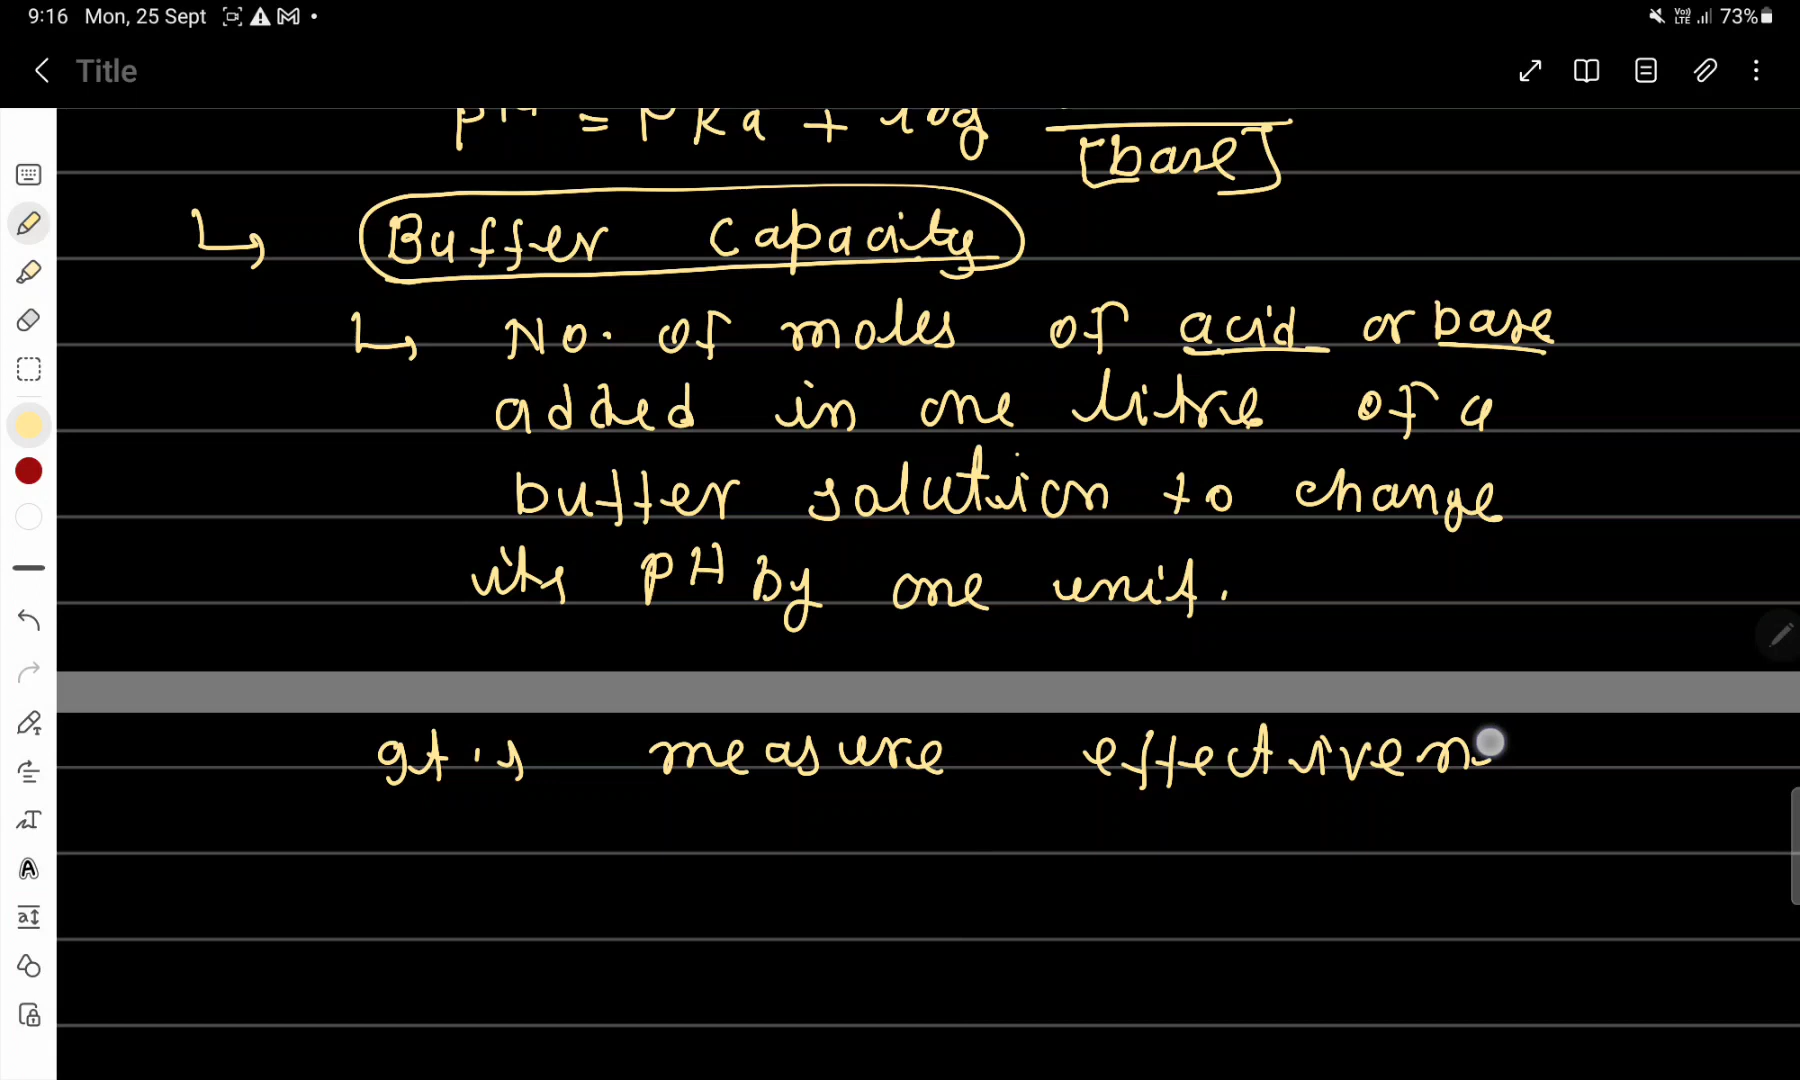 9:16 Mon, 25 Sept 73%
Title
= pKa + log
[base]
Buffer capacity
No. of moles of acid or base
added in one litre of a
buffer solution to change
its pH by one unit.
It is measure effectiven